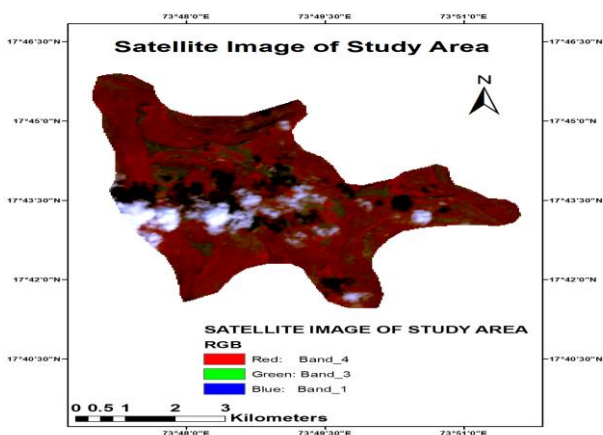 73°48'0"E 73°49'30"E 73°51'0"E
17°46'30"N 17°46'30"N
Satellite Image of Study Area
N
17°45'0"N 17°45'0"N
17°43'30"N 17°43'30"N
17°42'0"N 17°42'0"N
SATELLITE IMAGE OF STUDY AREA
RGB
Red: Band_4
17°40'30"N 17°40'30"N
Green: Band_3
Blue: Band_1
0 0.5 1 2 3
Kilometers
73°48'0"E 73°49'30"E 73°51'0"E